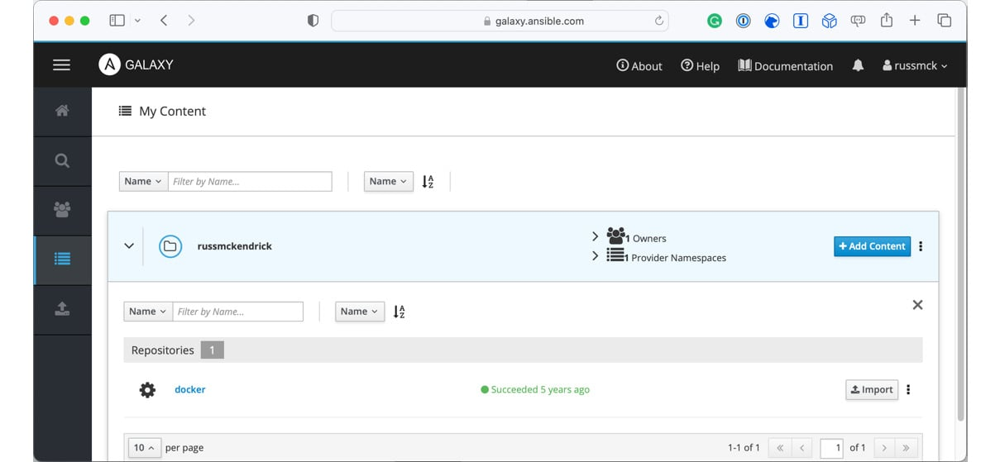 galaxy.ansible.com
GALAXY
About
Help
Documentation
russmck
My Content
Name
Filter by Name...
Name
russmckendrick
1 Owners
1 Provider Namespaces
+ Add Content
Name
Filter by Name...
Name
Repositories 1
docker
Succeeded 5 years ago
Import
10 per page
1-1 of 1
1 of 1